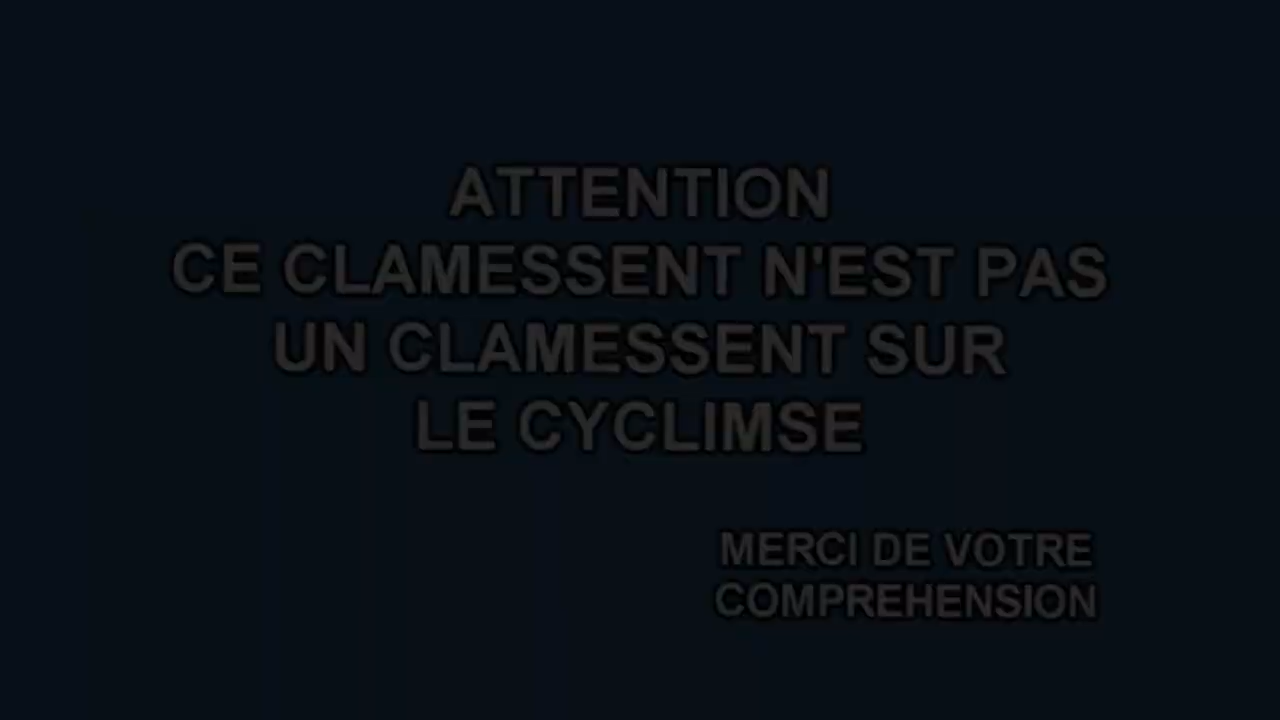 ATTENTION
CE CLAMESSENT N'EST PAS
UN CLAMESSENT SUR
LE CYCLIMSE
MERCI DE VOTRE
COMPREHENSION